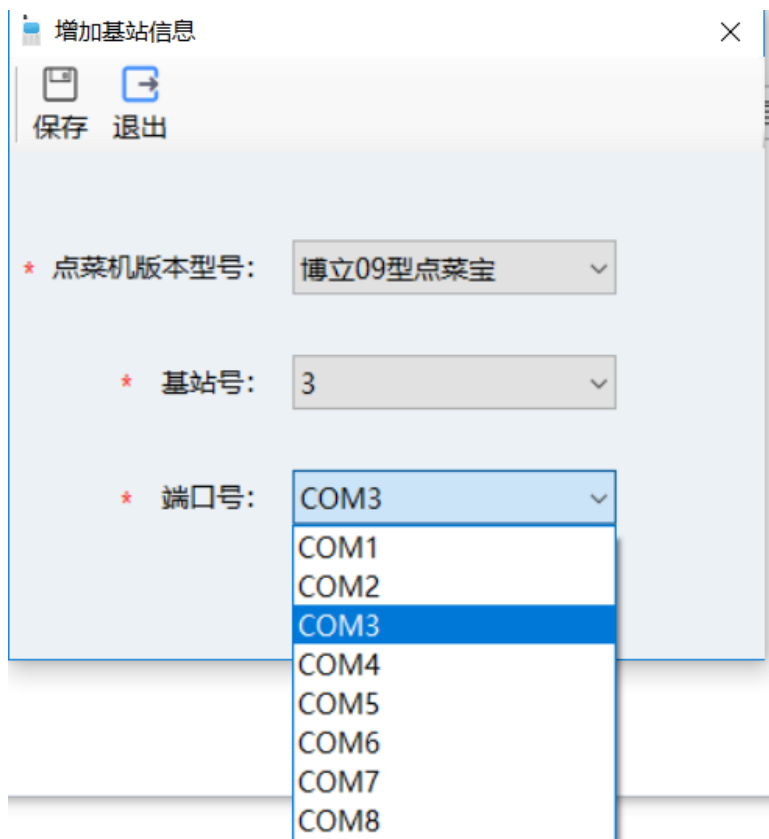 增加基站信息
保存 退出
* 点菜机版本型号: 博立09型点菜宝
* 基站号: 3
* 端口号: COM3
COM1
COM2
COM3
COM4
COM5
COM6
COM7
COM8